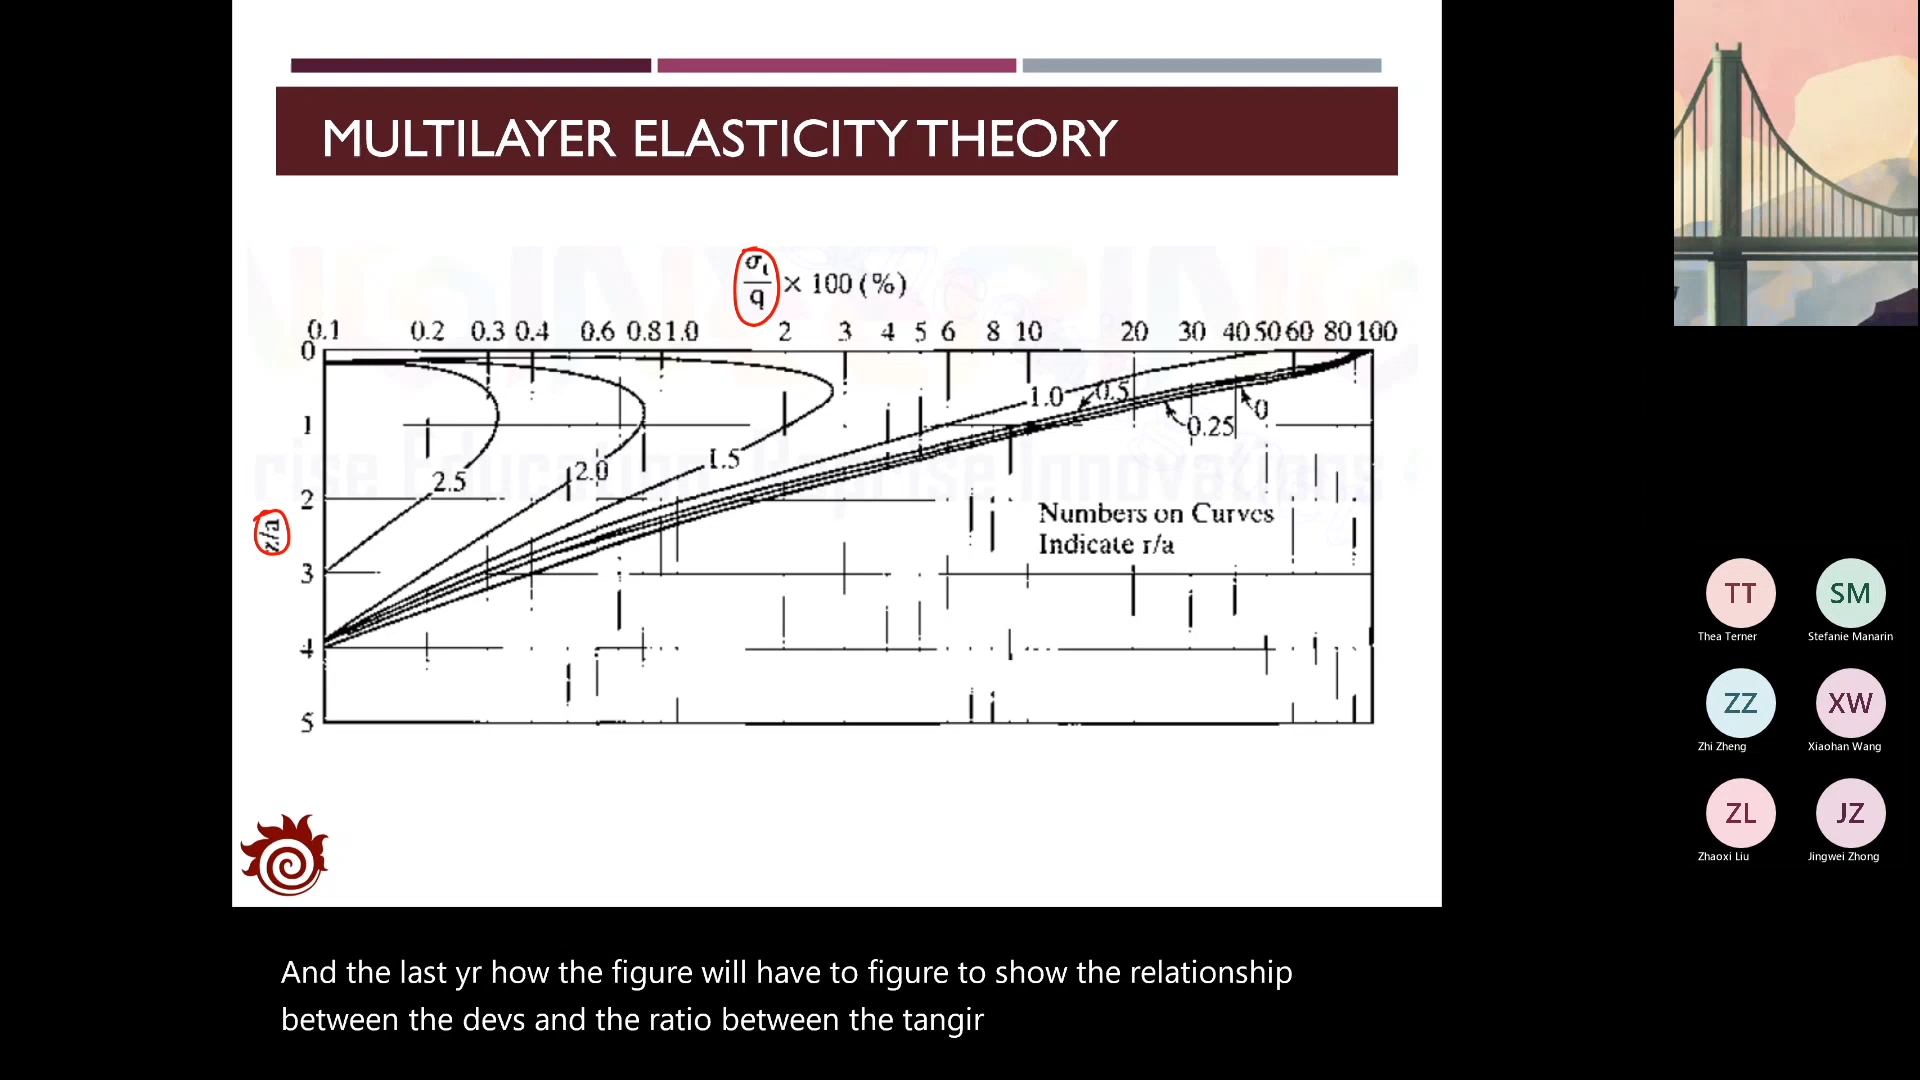 MULTILAYER ELASTICITY THEORY
σt
q
× 100 (%)
0.1 0.2 0.3 0.4 0.6 0.8 1.0 2 3 4 5 6 8 10 20 30 40 50 60 80 100
0
1
2
3
4
5
z/a
1.0
0.5
0
0.25
1.5
2.0
2.5
Numbers on Curves
Indicate r/a
And the last yr how the figure will have to figure to show the relationship
between the devs and the ratio between the tangir
TT SM
Thea Terner Stefanie Manarin
ZZ XW
Zhi Zheng Xiaohan Wang
ZL JZ
Zhaoxi Liu Jingwei Zhong